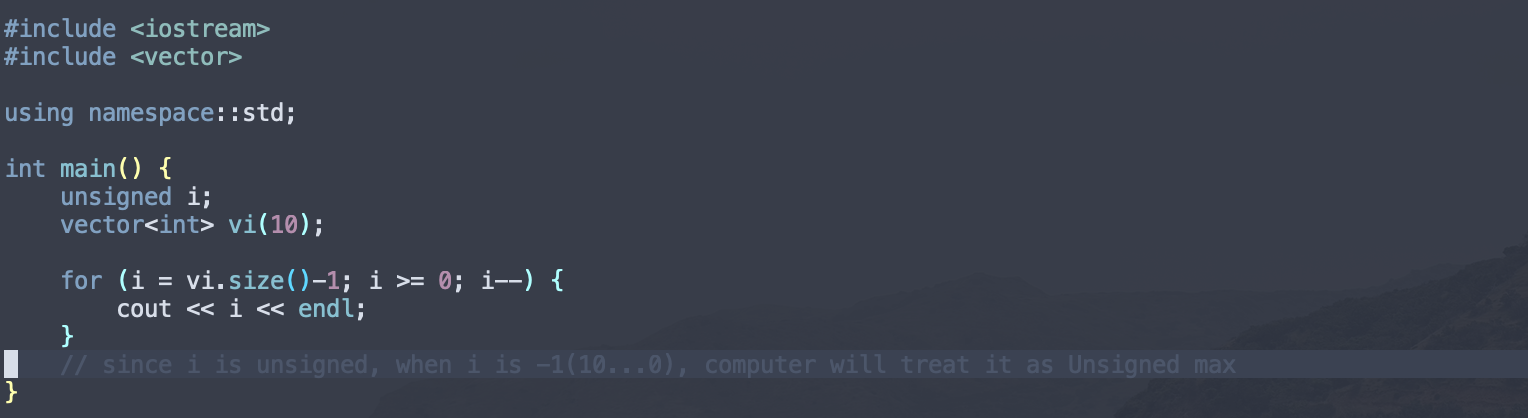 #include <iostream>
#include <vector>
using namespace::std;
int main() {
unsigned i;
vector<int> vi(10);
for (i = vi.size()-1; i >= 0; i--) {
cout << i << endl;
}
// since i is unsigned, when i is -1(10...0), computer will treat it as Unsigned max
}